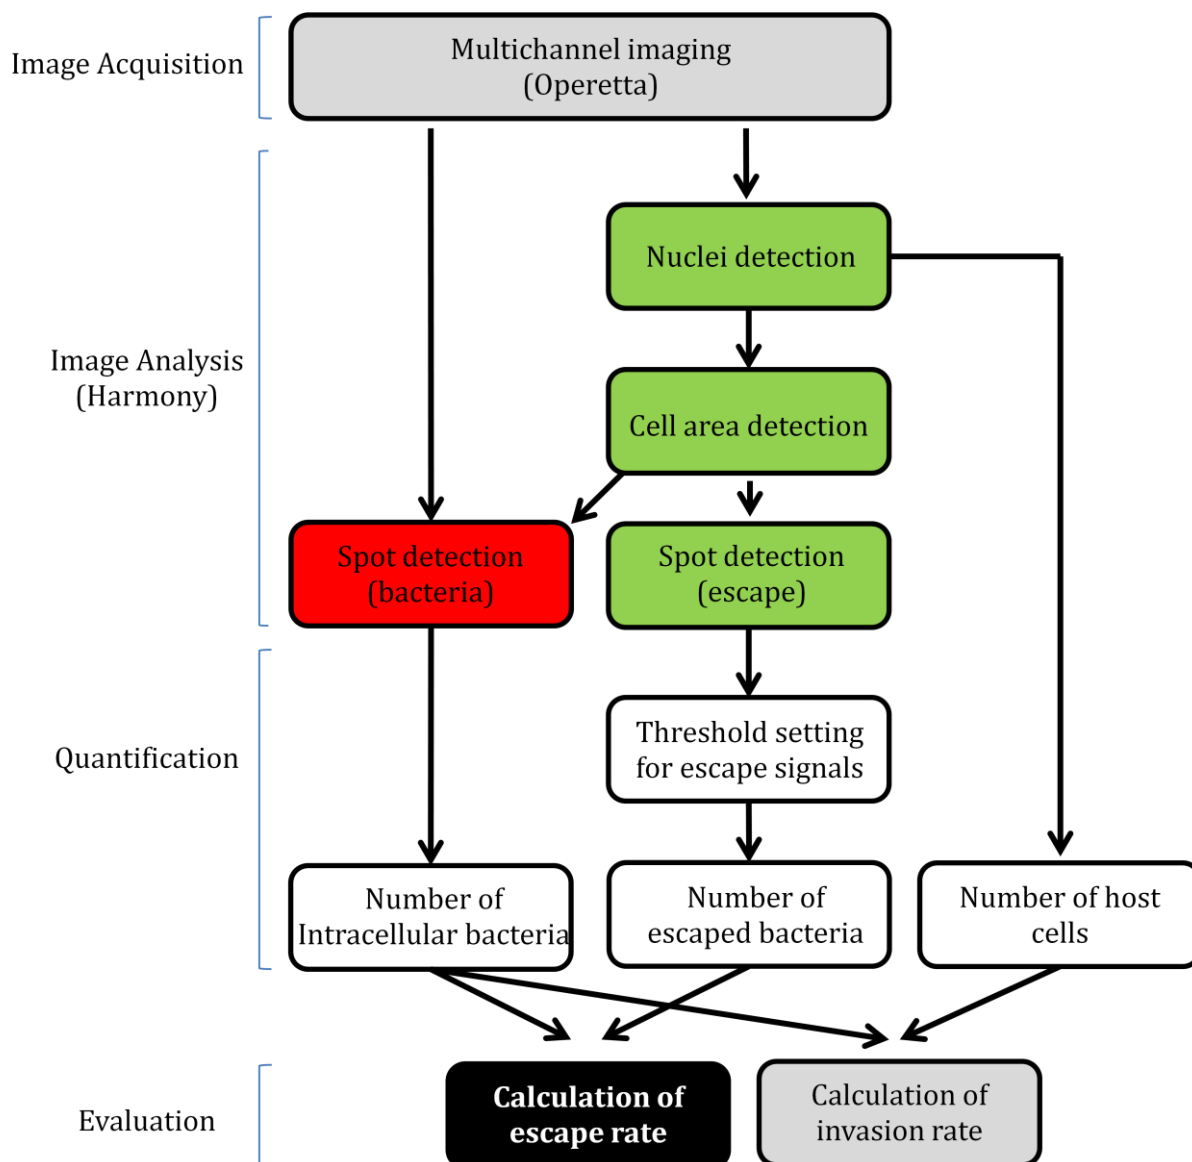 Image Acquisition
Multichannel imaging
(Operetta)
Nuclei detection
Image Analysis
(Harmony)
Cell area detection
Spot detection
(bacteria)
Spot detection
(escape)
Quantification
Threshold setting
for escape signals
Number of
Intracellular bacteria
Number of
escaped bacteria
Number of host
cells
Evaluation
Calculation of
escape rate
Calculation of
invasion rate